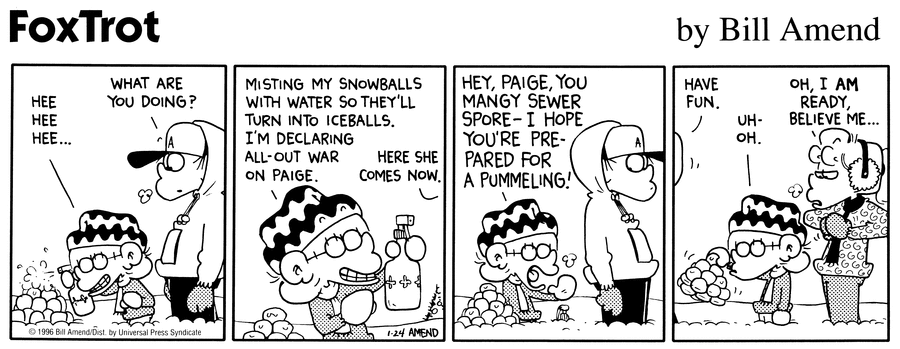 FoxTrot
by Bill Amend
WHAT ARE
YOU DOING?
HEE
HEE
HEE...
A
© 1996 Bill Amend/Dist. by Universal Press Syndicate
MISTING MY SNOWBALLS
WITH WATER SO THEY'LL
TURN INTO ICEBALLS.
I'M DECLARING
ALL-OUT WAR
ON PAIGE.
HERE SHE
COMES NOW.
1-24 AMEND
HEY, PAIGE, YOU
MANGY SEWER
SPORE-I HOPE
YOU'RE PRE-
PARED FOR
A PUMMELING!
A
HAVE
FUN.
UH-
OH.
OH, I AM
READY,
BELIEVE ME...